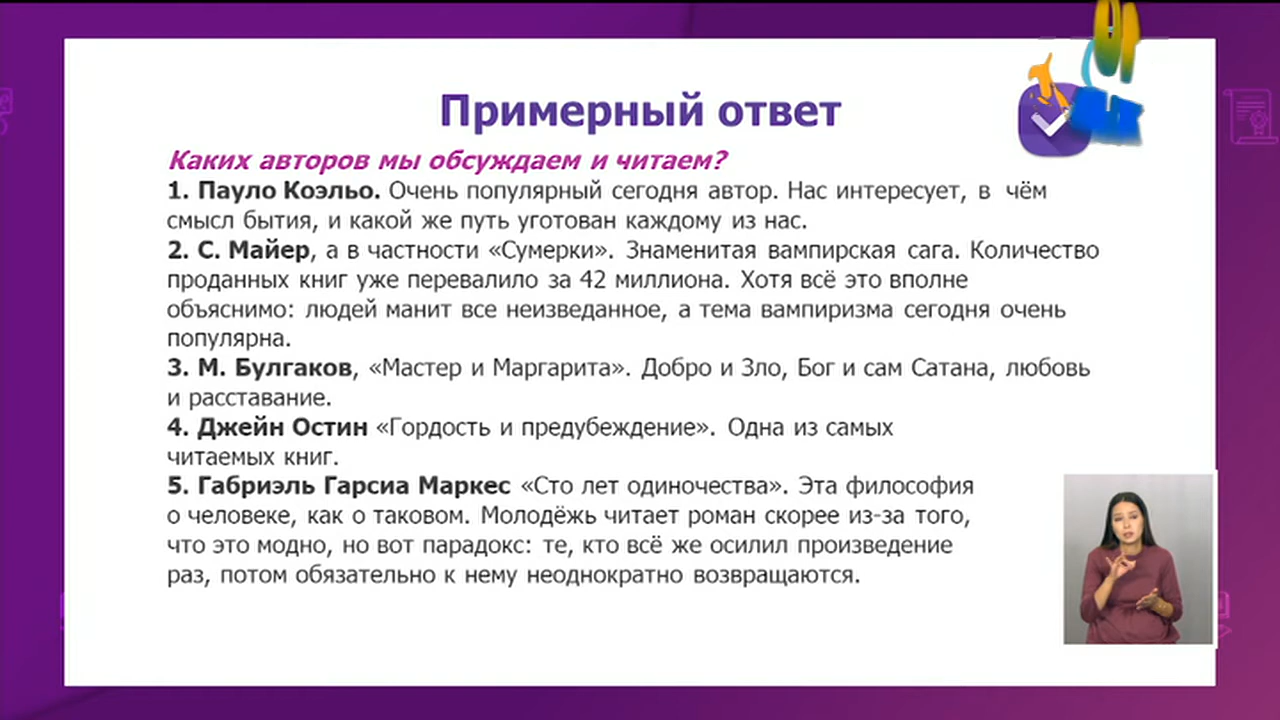 Примерный ответ
Каких авторов мы обсуждаем и читаем?
1. Пауло Коэльо. Очень популярный сегодня автор. Нас интересует, в чём
смысл бытия, и какой же путь уготован каждому из нас.
2. С. Майер, а в частности «Сумерки». Знаменитая вампирская сага. Количество
проданных книг уже перевалило за 42 миллиона. Хотя всё это вполне
объяснимо: людей манит все неизведанное, а тема вампиризма сегодня очень
популярна.
3. М. Булгаков, «Мастер и Маргарита». Добро и Зло, Бог и сам Сатана, любовь
и расставание.
4. Джейн Остин «Гордость и предубеждение». Одна из самых
читаемых книг.
5. Габриэль Гарсиа Маркес «Сто лет одиночества». Эта философия
о человеке, как о таковом. Молодёжь читает роман скорее из-за того,
что это модно, но вот парадокс: те, кто всё же осилил произведение
раз, потом обязательно к нему неоднократно возвращаются.